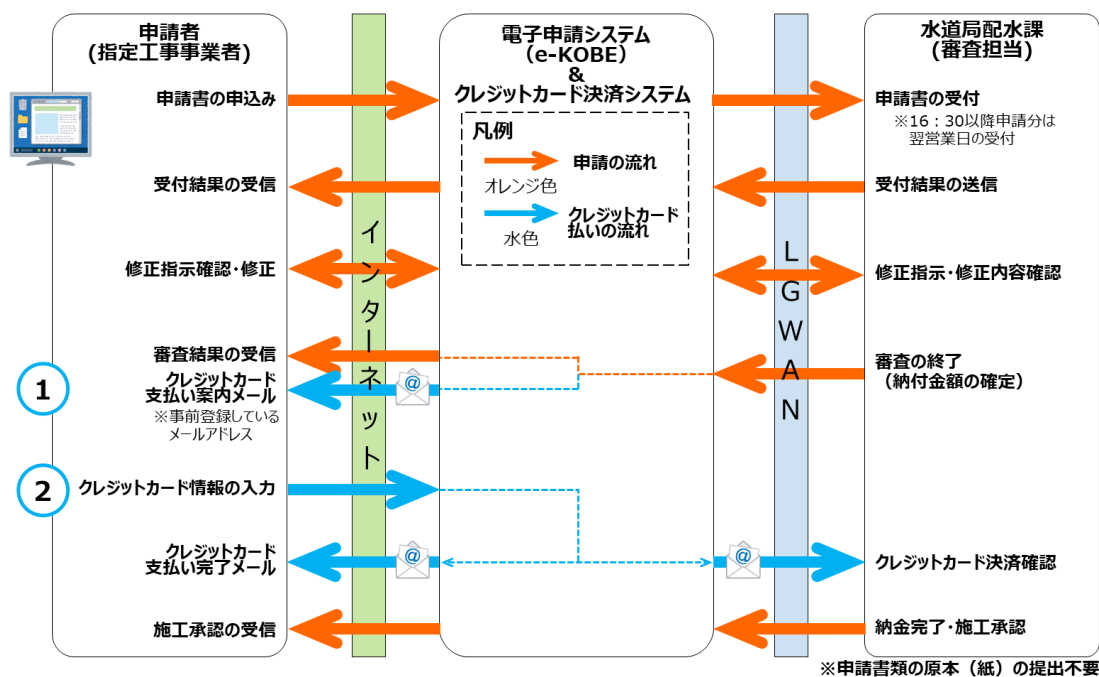 申請者
(指定工事事業者)
電子申請システム
（e-KOBE）
&
クレジットカード決済システム
水道局配水課
(審査担当)
申請書の申込み
申請書の受付
※16：30以降申請分は
翌営業日の受付
凡例
申請の流れ
オレンジ色
クレジットカード
払いの流れ
水色
受付結果の受信
受付結果の送信
インターネット
LGWAN
修正指示確認・修正
修正指示・修正内容確認
審査結果の受信
審査の終了
（納付金額の確定）
1
クレジットカード
支払い案内メール
@
※事前登録している
メールアドレス
2
クレジットカード情報の入力
クレジットカード
支払い完了メール
@
@
クレジットカード決済確認
施工承認の受信
納金完了・施工承認
※申請書類の原本（紙）の提出不要